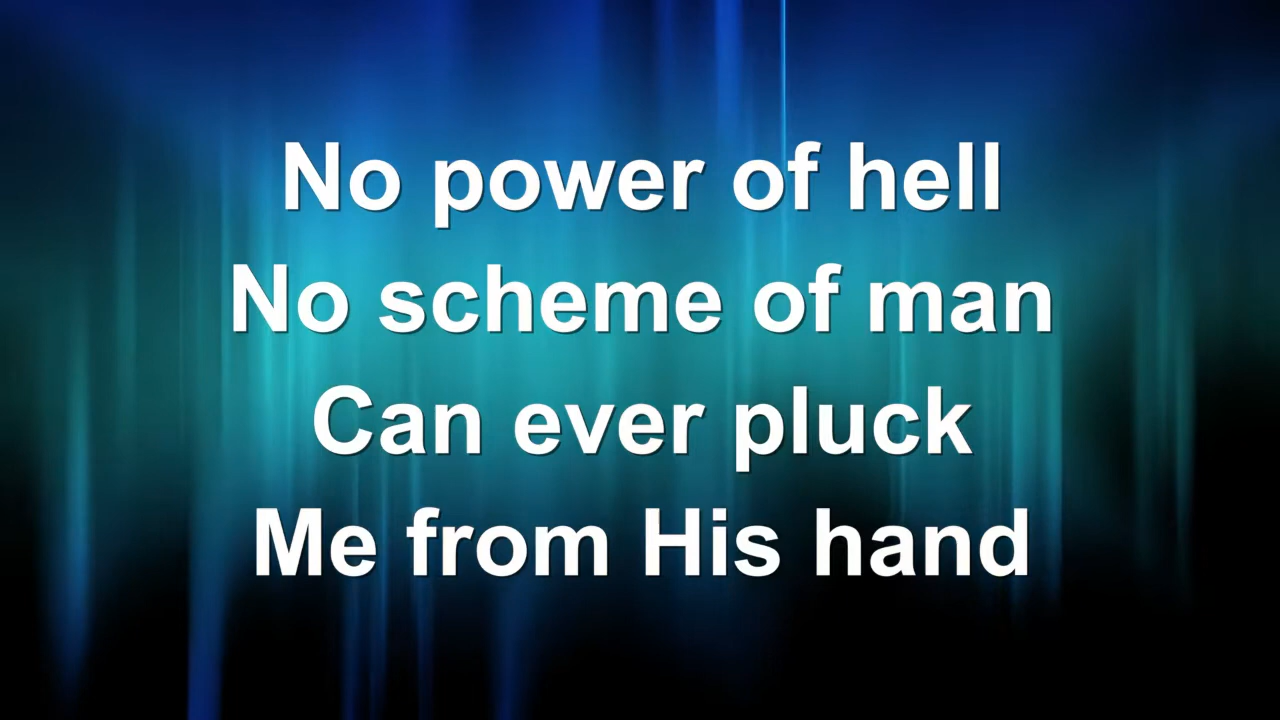 No power of hell
No scheme of man
Can ever pluck
Me from His hand